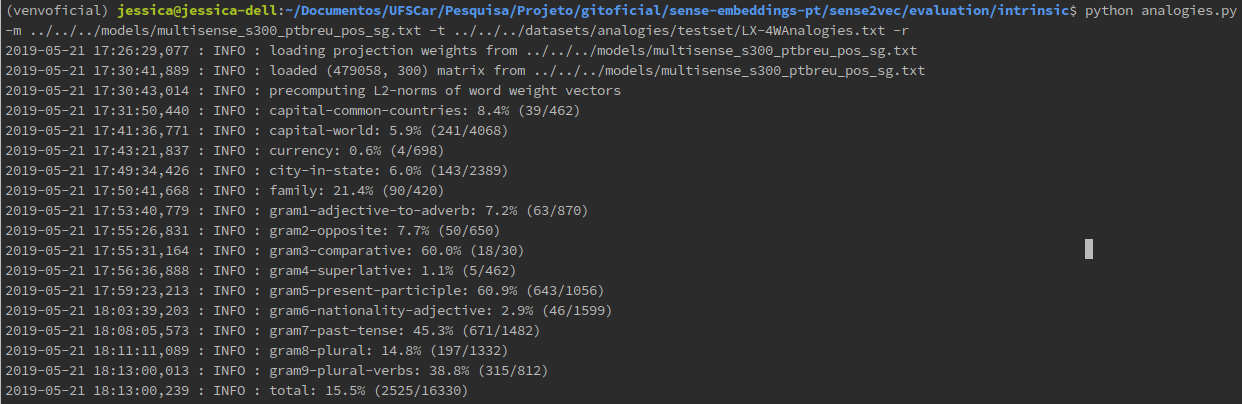 (venvoficial) jessica@jessica-dell:~/Documentos/UFSCar/Pesquisa/Projeto/gitoficial/sense-embeddings-pt/sense2vec/evaluation/intrinsic$ python analogies.py
-m ../../../models/multisense_s300_ptbreu_pos_sg.txt -t ../../../datasets/analogies/testset/LX-4WAnalogies.txt -r
2019-05-21 17:26:29,077 : INFO : loading projection weights from ../../../models/multisense_s300_ptbreu_pos_sg.txt
2019-05-21 17:30:41,889 : INFO : loaded (479058, 300) matrix from ../../../models/multisense_s300_ptbreu_pos_sg.txt
2019-05-21 17:30:43,014 : INFO : precomputing L2-norms of word weight vectors
2019-05-21 17:31:50,440 : INFO : capital-common-countries: 8.4% (39/462)
2019-05-21 17:41:36,771 : INFO : capital-world: 5.9% (241/4068)
2019-05-21 17:43:21,837 : INFO : currency: 0.6% (4/698)
2019-05-21 17:49:34,426 : INFO : city-in-state: 6.0% (143/2389)
2019-05-21 17:50:41,668 : INFO : family: 21.4% (90/420)
2019-05-21 17:53:40,779 : INFO : gram1-adjective-to-adverb: 7.2% (63/870)
2019-05-21 17:55:26,831 : INFO : gram2-opposite: 7.7% (50/650)
2019-05-21 17:55:31,164 : INFO : gram3-comparative: 60.0% (18/30)
2019-05-21 17:56:36,888 : INFO : gram4-superlative: 1.1% (5/462)
2019-05-21 17:59:23,213 : INFO : gram5-present-participle: 60.9% (643/1056)
2019-05-21 18:03:39,203 : INFO : gram6-nationality-adjective: 2.9% (46/1599)
2019-05-21 18:08:05,573 : INFO : gram7-past-tense: 45.3% (671/1482)
2019-05-21 18:11:11,089 : INFO : gram8-plural: 14.8% (197/1332)
2019-05-21 18:13:00,013 : INFO : gram9-plural-verbs: 38.8% (315/812)
2019-05-21 18:13:00,239 : INFO : total: 15.5% (2525/16330)